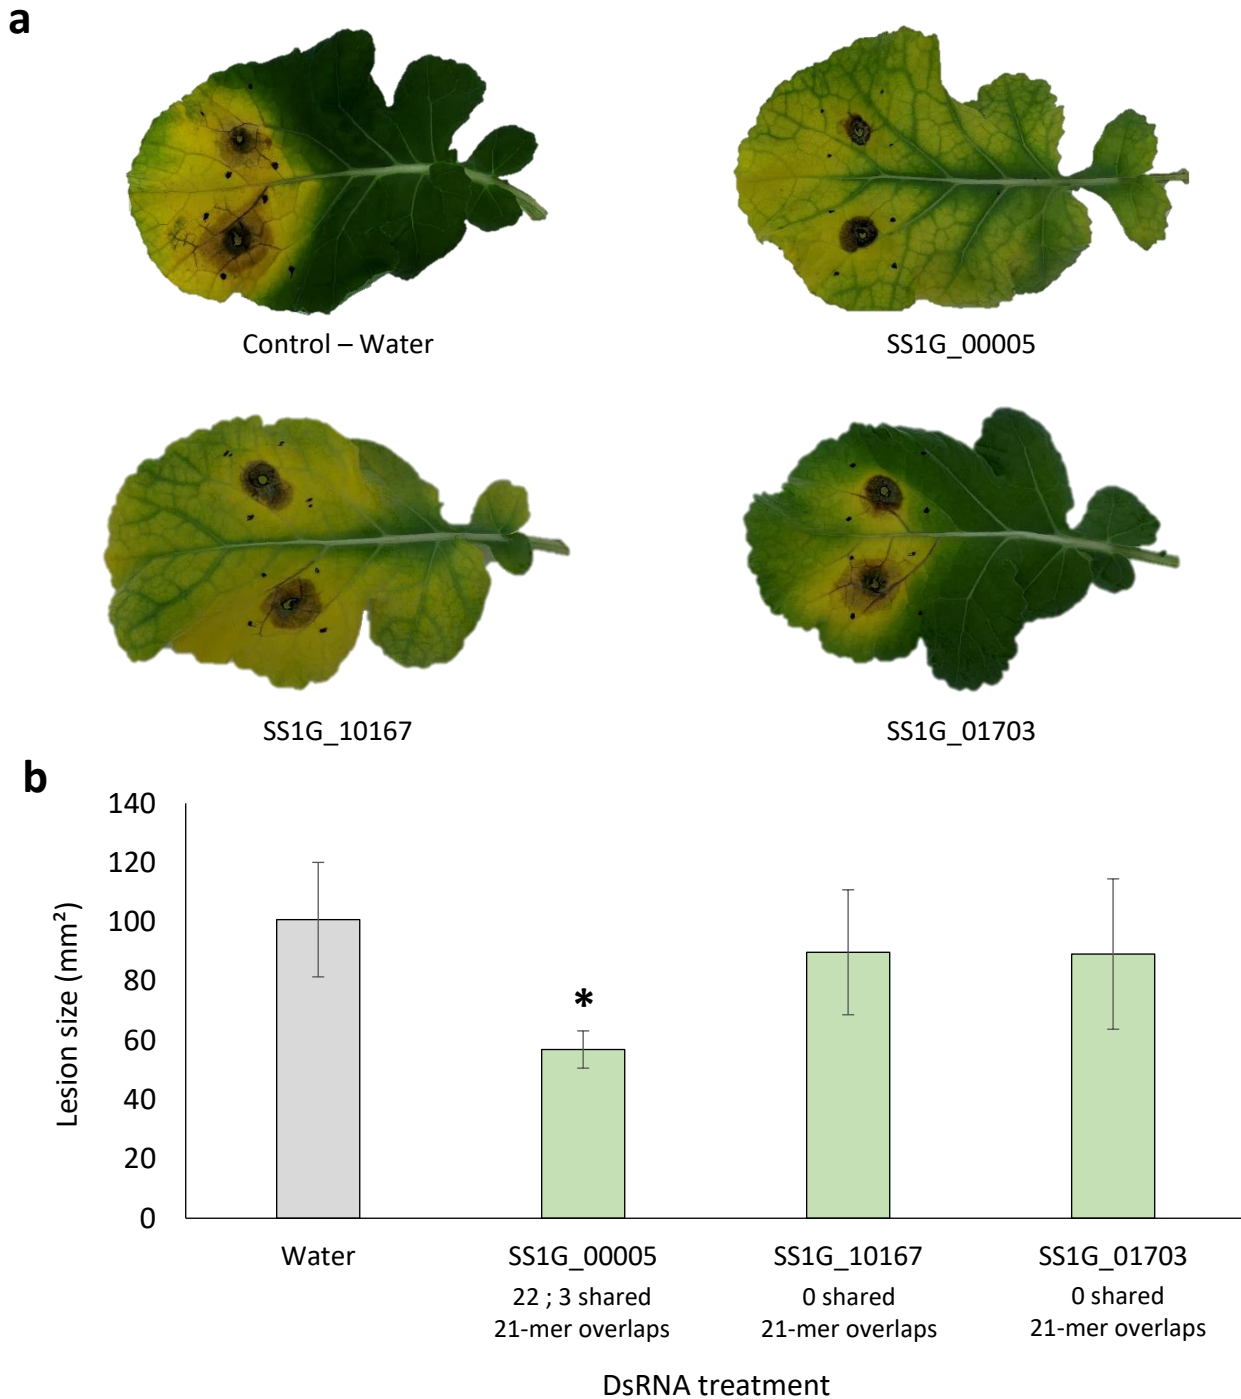 a
Control – Water
SS1G_00005
SS1G_10167
SS1G_01703
b
Lesion size (mm²)
140
120
100
80
60
40
20
0
*
Water
SS1G_00005
SS1G_10167
SS1G_01703
22 ; 3 shared
21-mer overlaps
0 shared
21-mer overlaps
0 shared
21-mer overlaps
DsRNA treatment